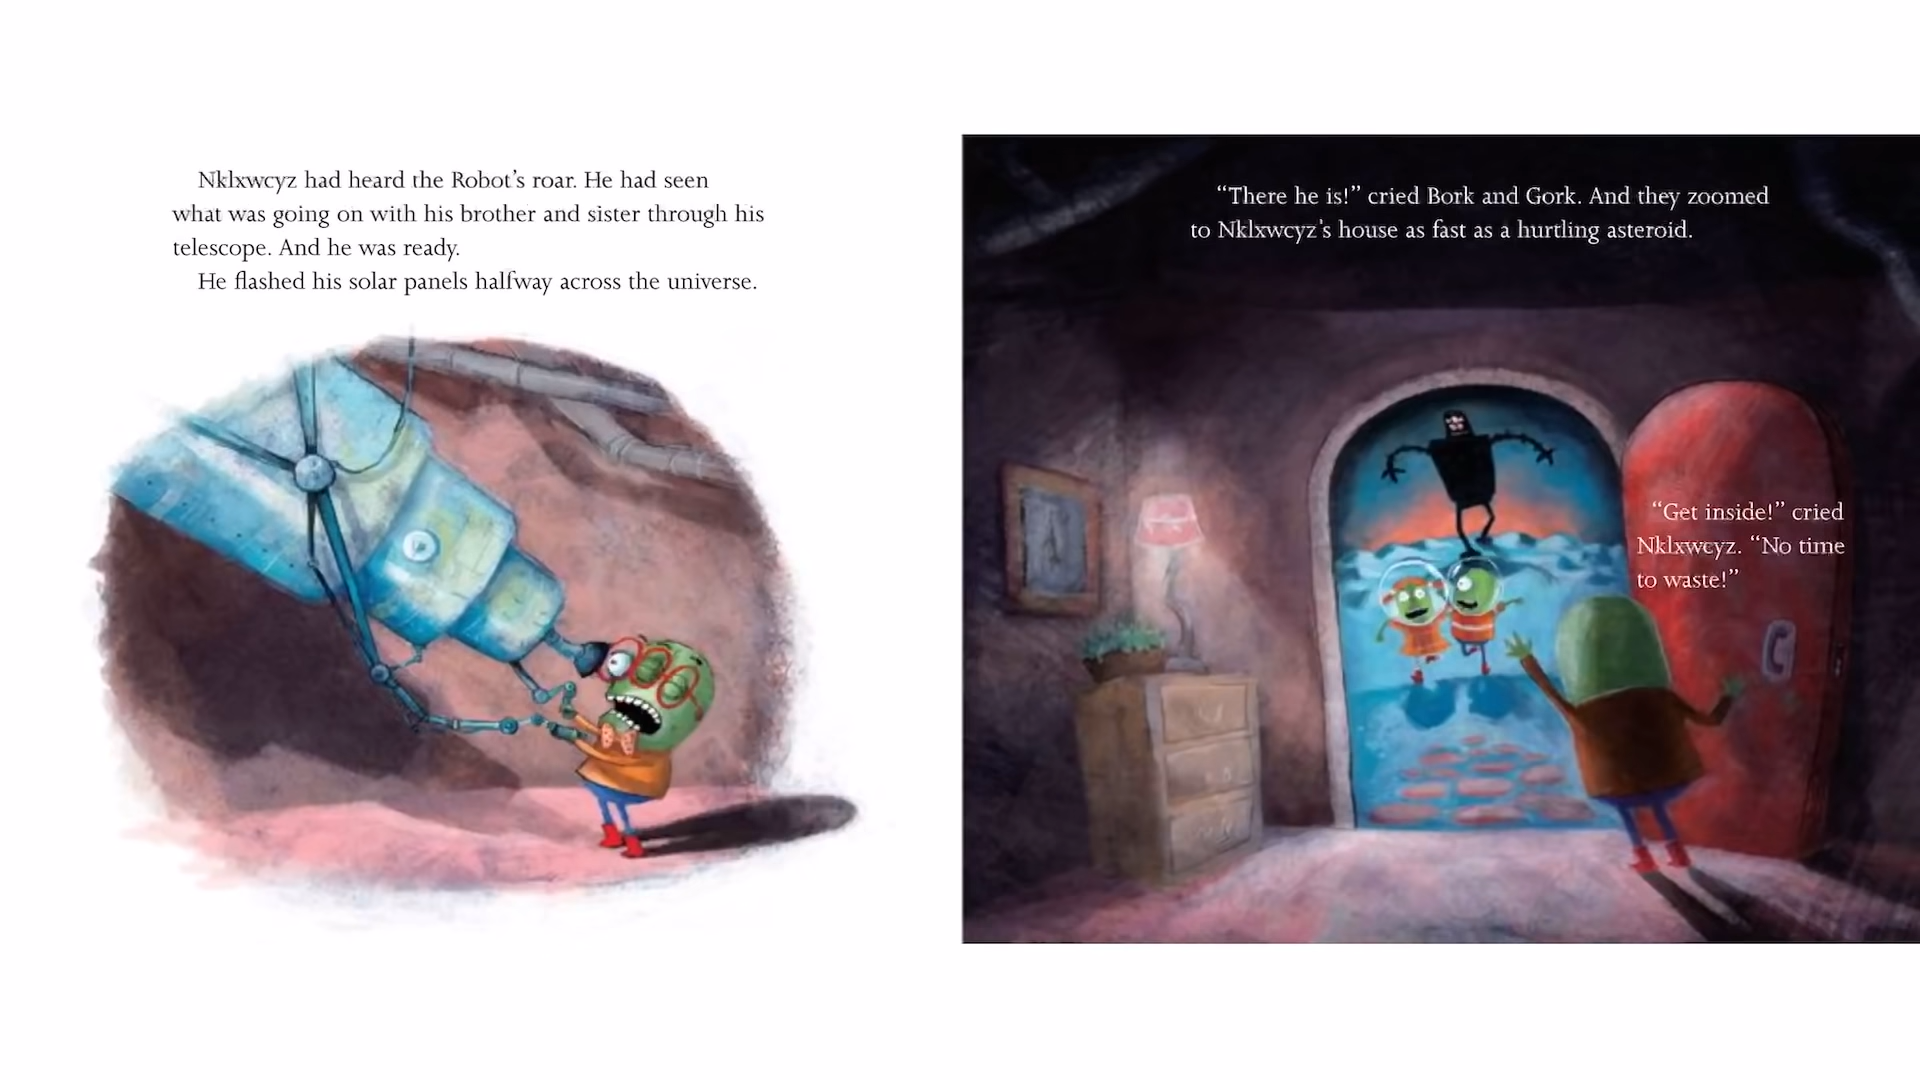 Nklxwcyz had heard the Robot’s roar. He had seen
what was going on with his brother and sister through his
telescope. And he was ready.
He flashed his solar panels halfway across the universe.
“There he is!” cried Bork and Gork. And they zoomed
to Nklxwcyz’s house as fast as a hurtling asteroid.
“Get inside!” cried
Nklxwcyz. “No time
to waste!”